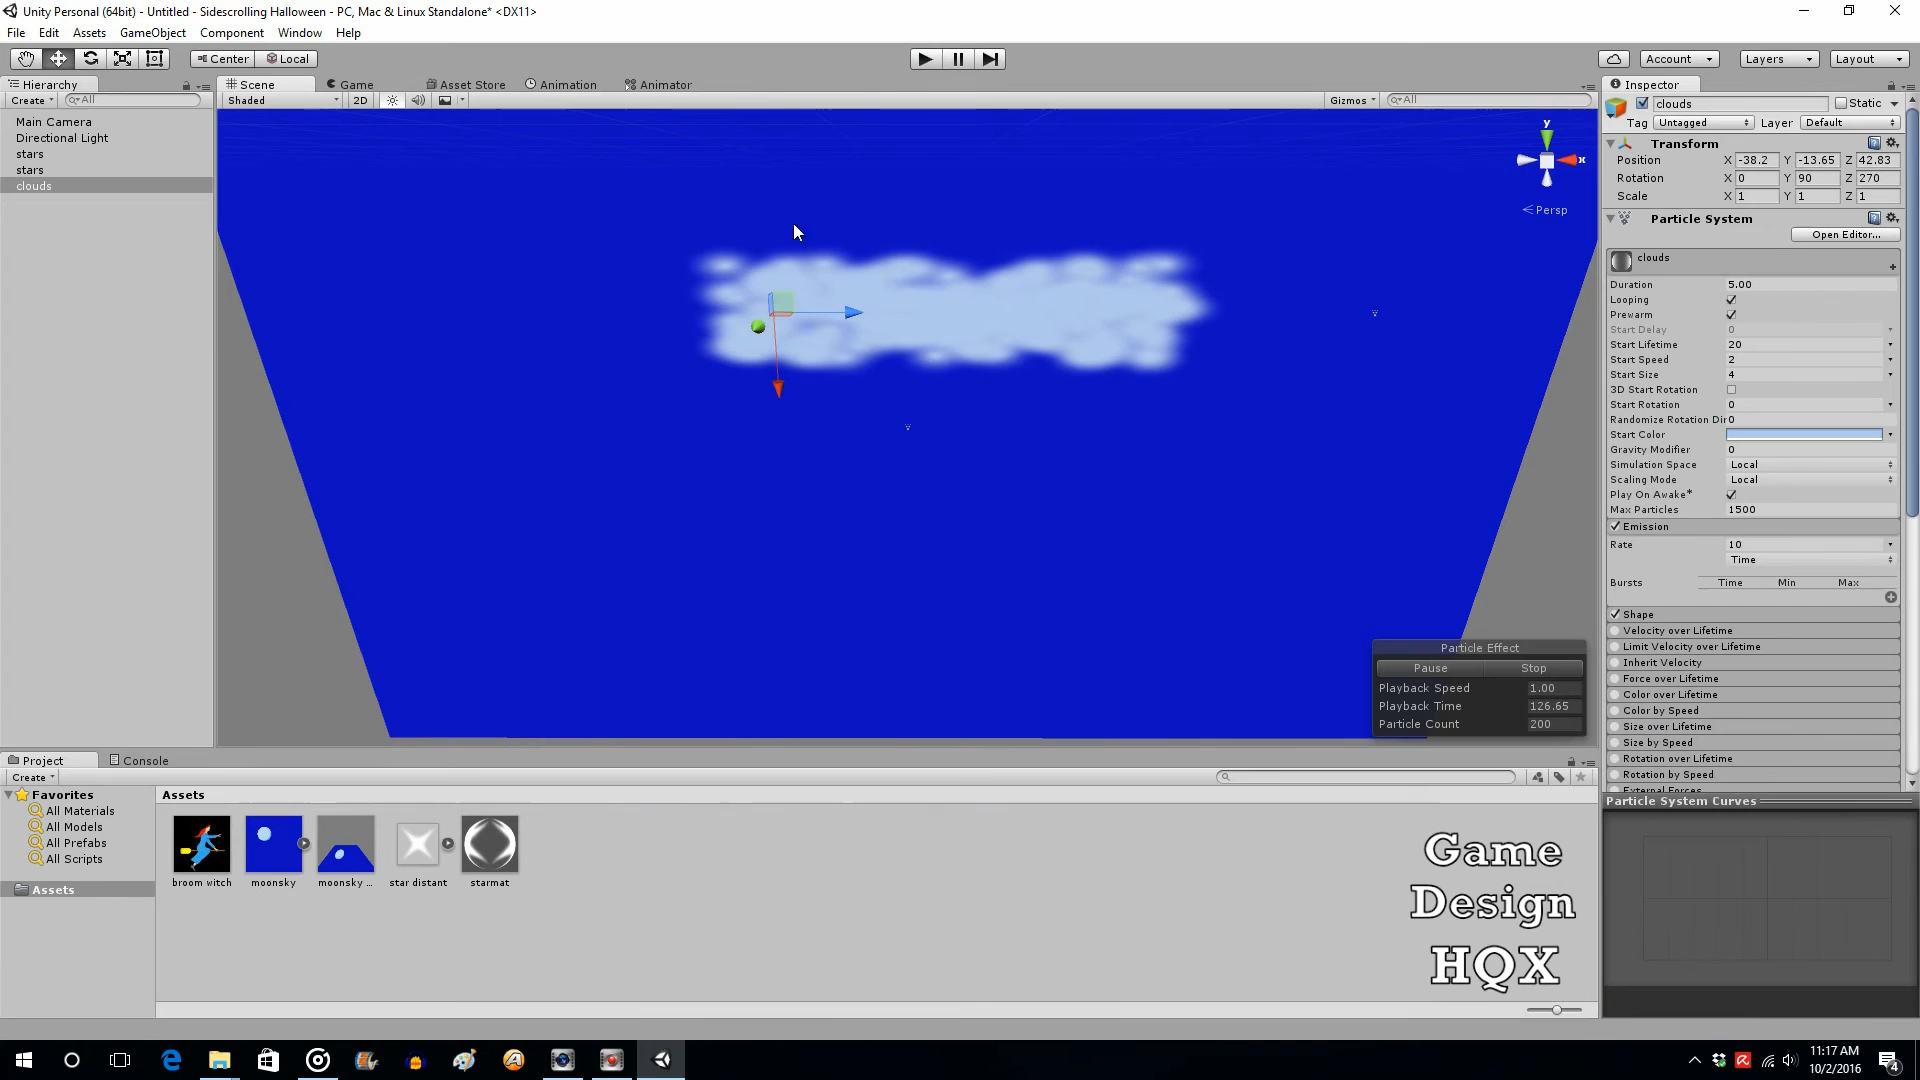 Unity Personal (64bit) - Untitled - Sidescrolling Halloween - PC, Mac & Linux Standalone* <DX11>
File Edit Assets GameObject Component Window Help
Center Local
Account Layers Layout
Hierarchy
Create All
Main Camera
Directional Light
stars
stars
clouds
Scene Game Asset Store Animation Animator
Shaded 2D Gizmos All
y
x
Persp
Particle Effect
Pause Stop
Playback Speed 1.00
Playback Time 126.65
Particle Count 200
Inspector
clouds Static
Tag Untagged Layer Default
Transform
Position X -38.2 Y -13.65 Z 42.83
Rotation X 0 Y 90 Z 270
Scale X 1 Y 1 Z 1
Particle System
Open Editor...
clouds
Duration 5.00
Looping
Prewarm
Start Delay 0
Start Lifetime 20
Start Speed 2
Start Size 4
3D Start Rotation
Start Rotation 0
Randomize Rotation Dir 0
Start Color
Gravity Modifier 0
Simulation Space Local
Scaling Mode Local
Play On Awake*
Max Particles 1500
Emission
Rate 10
Time
Bursts Time Min Max
Shape
Velocity over Lifetime
Limit Velocity over Lifetime
Inherit Velocity
Force over Lifetime
Color over Lifetime
Color by Speed
Size over Lifetime
Size by Speed
Rotation over Lifetime
Rotation by Speed
External Forces
Particle System Curves
Project Console
Create
Favorites
All Materials
All Models
All Prefabs
All Scripts
Assets
Assets
broom witch moonsky moonsky ... star distant starmat
Game
Design
HQX
11:17 AM
10/2/2016
4